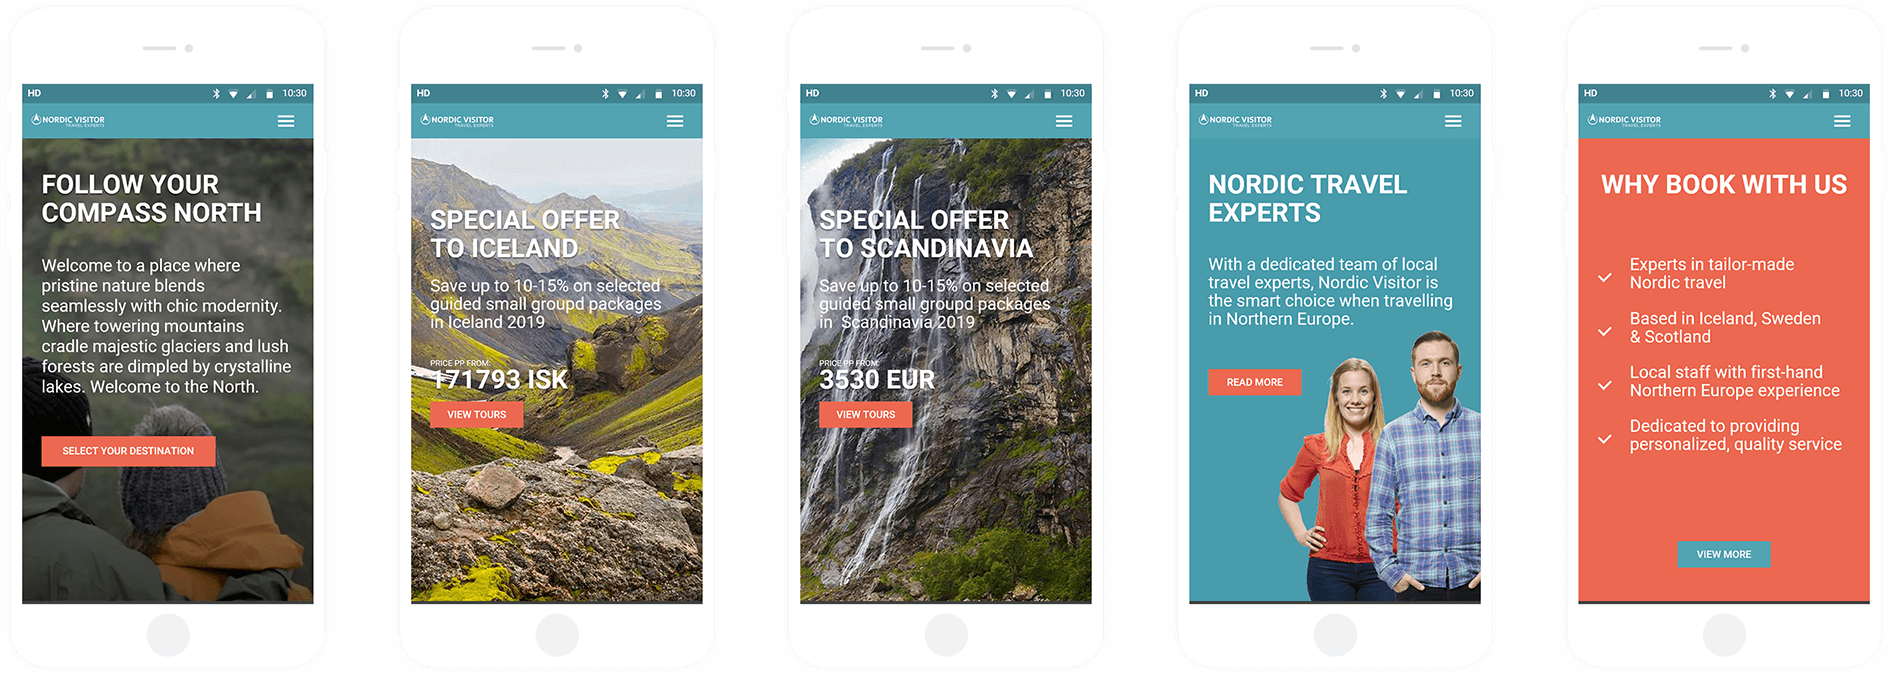 HD
10:30
NORDIC VISITOR
TRAVEL EXPERTS
FOLLOW YOUR
COMPASS NORTH
Welcome to a place where
pristine nature blends
seamlessly with chic modernity.
Where towering mountains
cradle majestic glaciers and lush
forests are dimpled by crystalline
lakes. Welcome to the North.
SELECT YOUR DESTINATION
HD
10:30
NORDIC VISITOR
TRAVEL EXPERTS
SPECIAL OFFER
TO ICELAND
Save up to 10-15% on selected
guided small groupd packages
in Iceland 2019
PRICE PP FROM:
171793 ISK
VIEW TOURS
HD
10:30
NORDIC VISITOR
TRAVEL EXPERTS
SPECIAL OFFER
TO SCANDINAVIA
Save up to 10-15% on selected
guided small groupd packages
in Scandinavia 2019
PRICE PP FROM:
3530 EUR
VIEW TOURS
HD
10:30
NORDIC VISITOR
TRAVEL EXPERTS
NORDIC TRAVEL
EXPERTS
With a dedicated team of local
travel experts, Nordic Visitor is
the smart choice when travelling
in Northern Europe.
READ MORE
HD
10:30
NORDIC VISITOR
TRAVEL EXPERTS
WHY BOOK WITH US
Experts in tailor-made
Nordic travel
Based in Iceland, Sweden
& Scotland
Local staff with first-hand
Northern Europe experience
Dedicated to providing
personalized, quality service
VIEW MORE